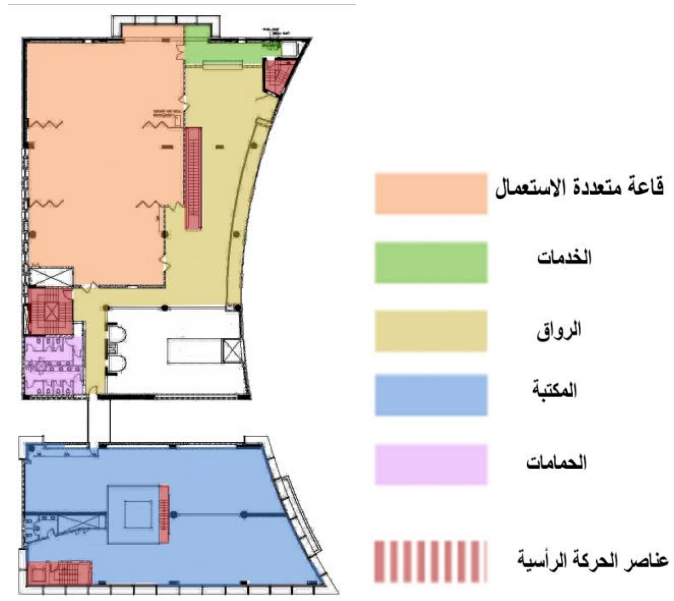 قاعة متعددة الاستعمال
الخدمات
الرواق
المكتبة
الحمامات
عناصر الحركة الرأسية